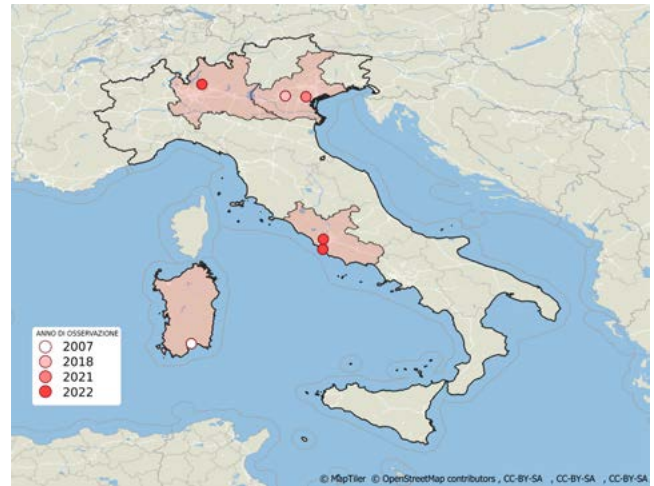 ANNO DI OSSERVAZIONE
2007
2018
2021
2022
© MapTiler © OpenStreetMap contributors , CC-BY-SA , CC-BY-SA , CC-BY-SA